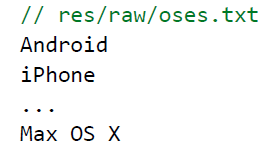 // res/raw/oses.txt
Android
iPhone
...
Max OS X